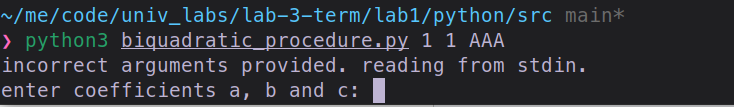 ~/me/code/univ_labs/lab-3-term/lab1/python/src main*
❯ python3 biquadratic_procedure.py 1 1 AAA
incorrect arguments provided. reading from stdin.
enter coefficients a, b and c: